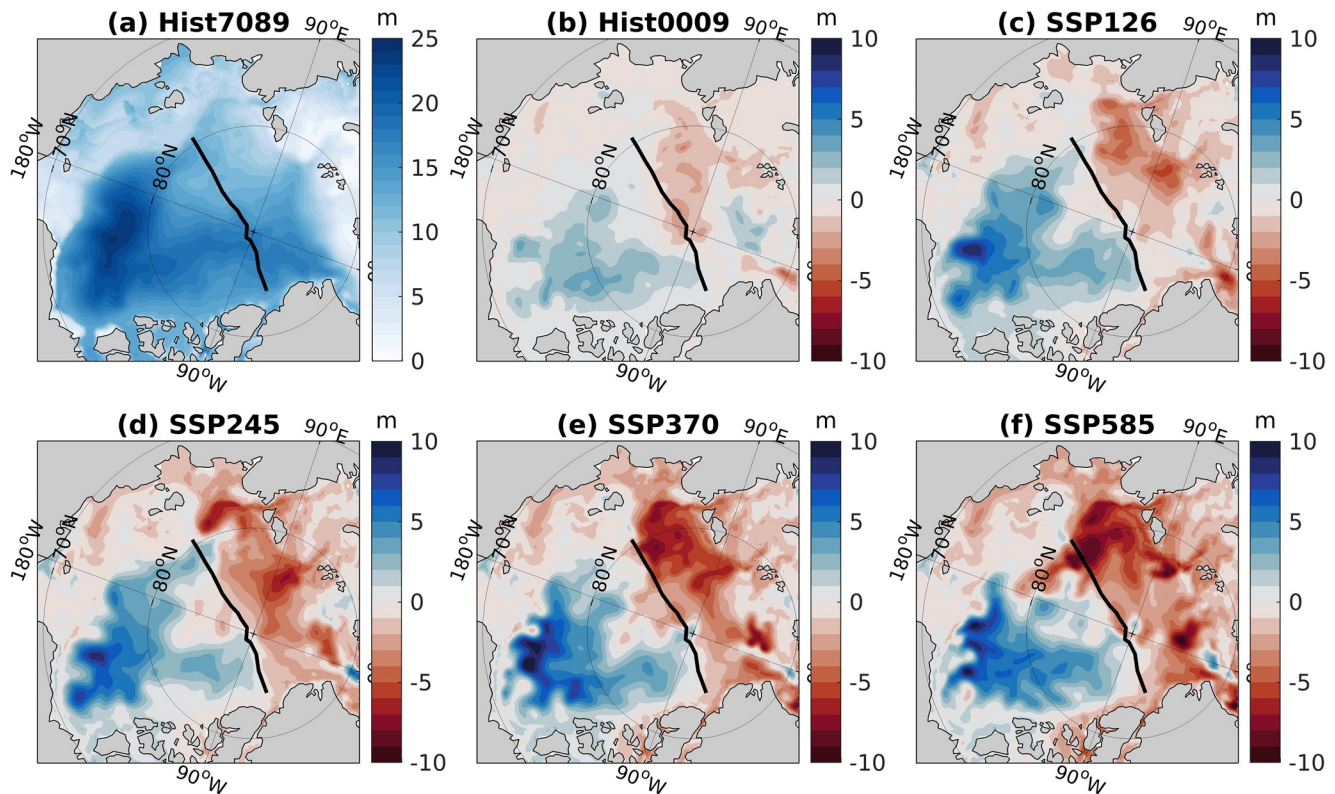 (a) Hist7089
90°E
m
180°W
70°N
80°N
90°W
25
20
15
10
5
0
(b) Hist0009
90°E
m
180°W
70°N
80°N
90°W
10
5
0
-5
-10
(c) SSP126
90°E
m
180°W
70°N
80°N
90°W
10
5
0
-5
-10
(d) SSP245
90°E
m
180°W
70°N
80°N
90°W
10
5
0
-5
-10
(e) SSP370
90°E
m
180°W
70°N
80°N
90°W
10
5
0
-5
-10
(f) SSP585
90°E
m
180°W
70°N
80°N
90°W
10
5
0
-5
-10